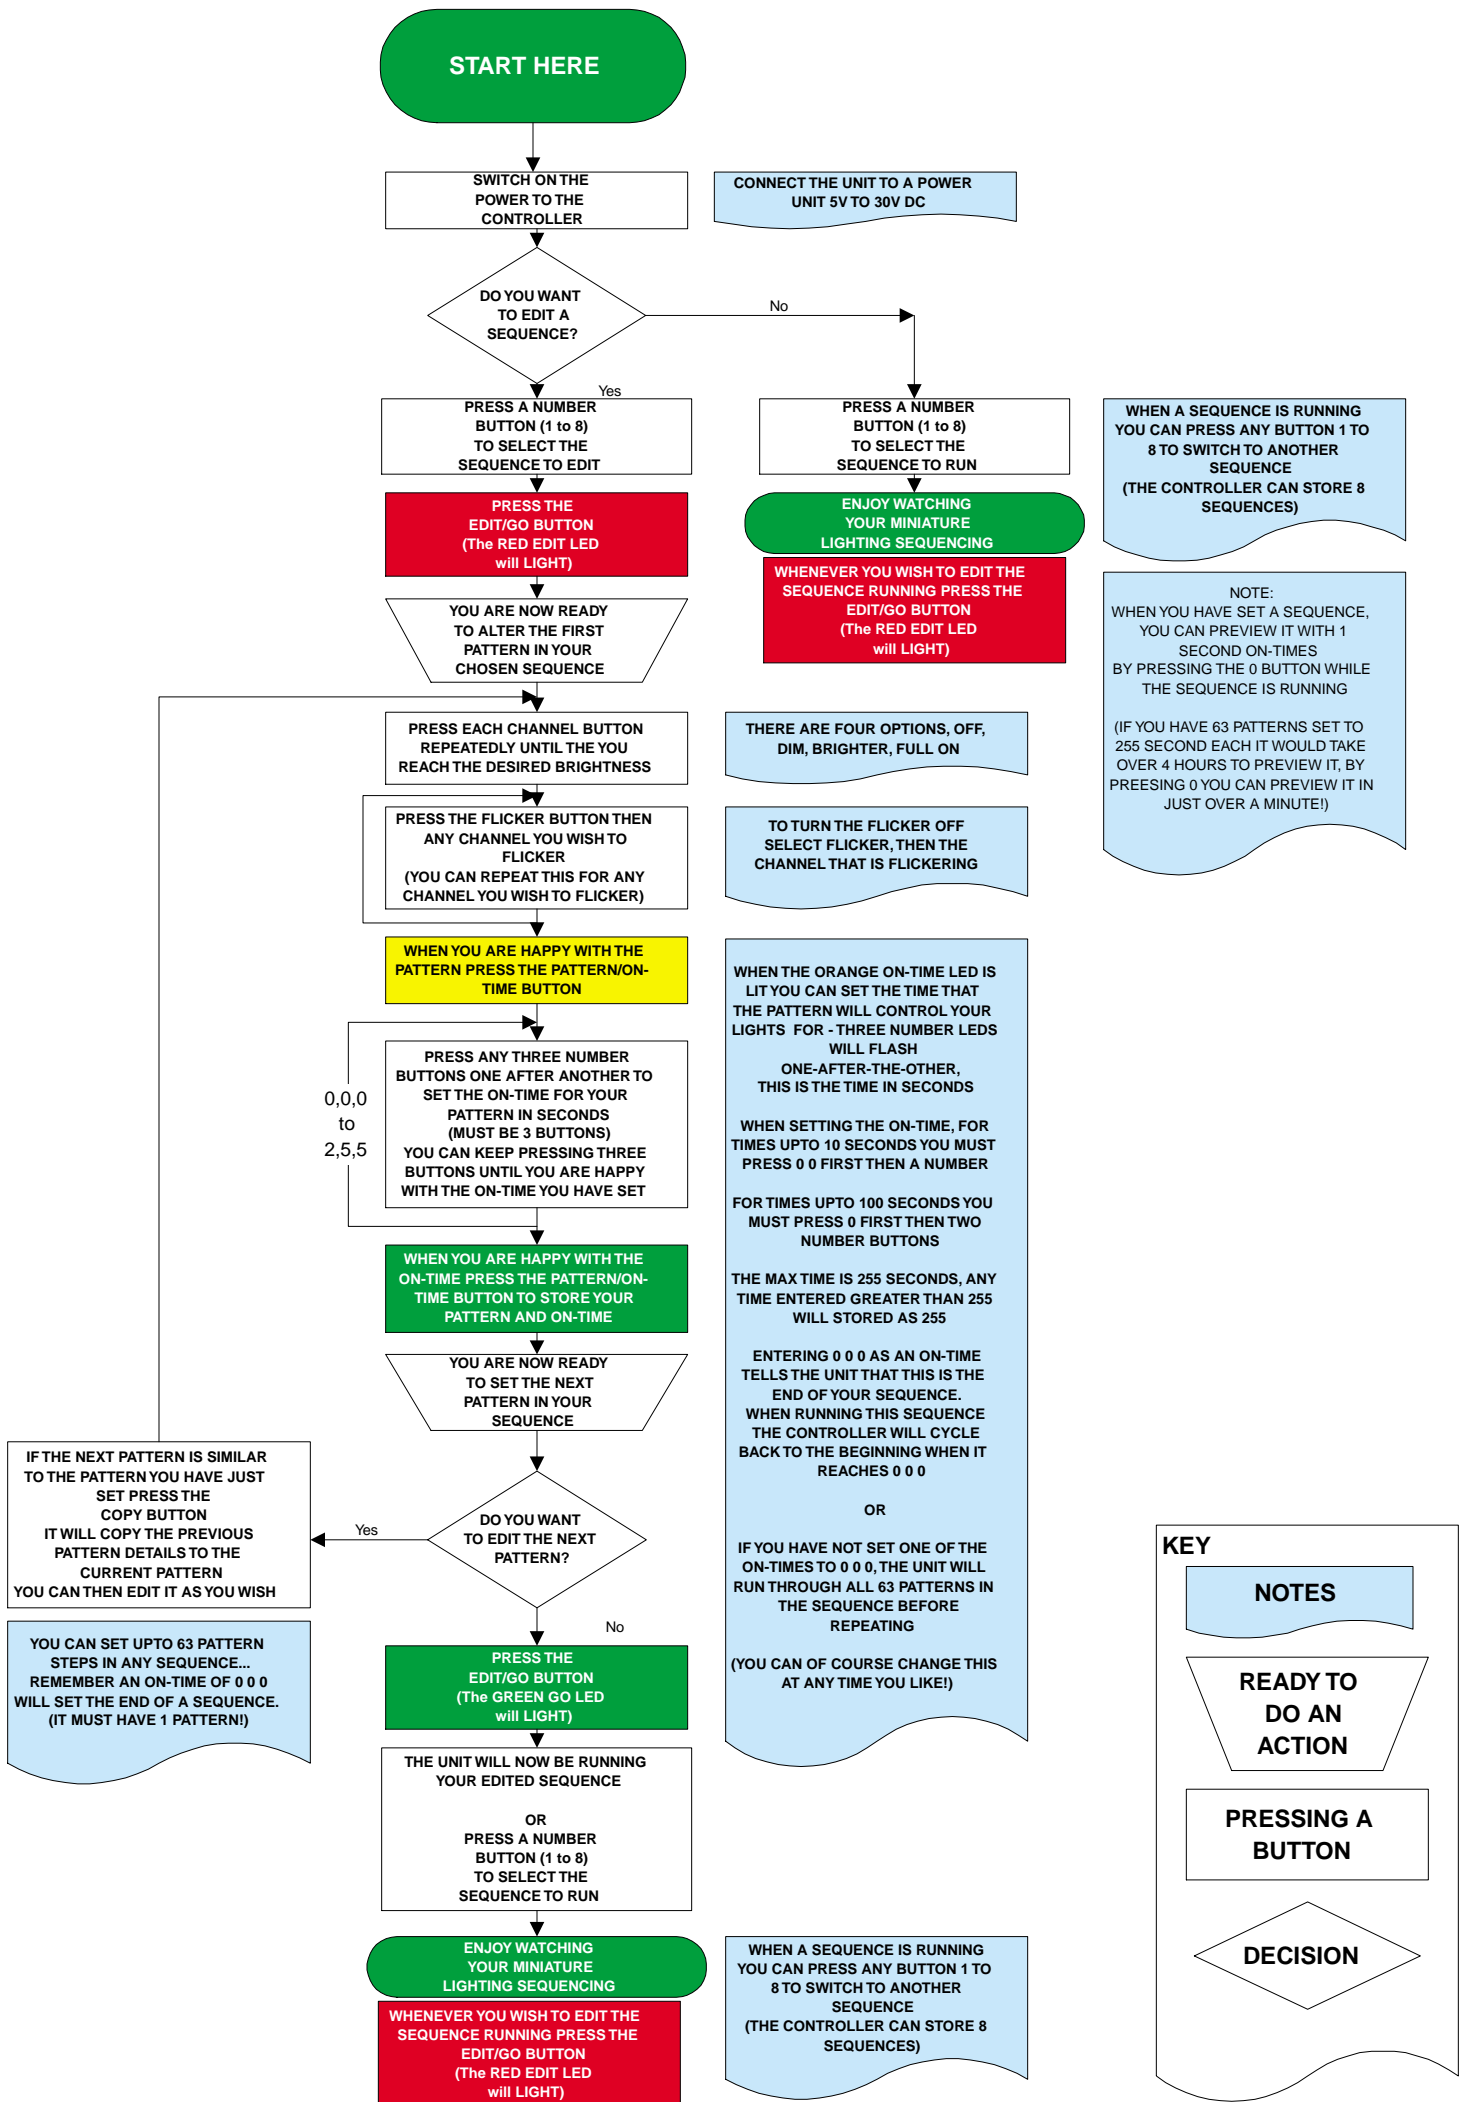 START HERE
SWITCH ON THE
POWER TO THE
CONTROLLER
CONNECT THE UNIT TO A POWER
UNIT 5V TO 30V DC
DO YOU WANT
TO EDIT A
SEQUENCE?
No
Yes
PRESS A NUMBER
BUTTON (1 to 8)
TO SELECT THE
SEQUENCE TO EDIT
PRESS A NUMBER
BUTTON (1 to 8)
TO SELECT THE
SEQUENCE TO RUN
WHEN A SEQUENCE IS RUNNING
YOU CAN PRESS ANY BUTTON 1 TO
8 TO SWITCH TO ANOTHER
SEQUENCE
(THE CONTROLLER CAN STORE 8
SEQUENCES)
PRESS THE
EDIT/GO BUTTON
(The RED EDIT LED
will LIGHT)
ENJOY WATCHING
YOUR MINIATURE
LIGHTING SEQUENCING
WHENEVER YOU WISH TO EDIT THE
SEQUENCE RUNNING PRESS THE
EDIT/GO BUTTON
(The RED EDIT LED
will LIGHT)
NOTE:
WHEN YOU HAVE SET A SEQUENCE,
YOU CAN PREVIEW IT WITH 1
SECOND ON-TIMES
BY PRESSING THE 0 BUTTON WHILE
THE SEQUENCE IS RUNNING
(IF YOU HAVE 63 PATTERNS SET TO
255 SECOND EACH IT WOULD TAKE
OVER 4 HOURS TO PREVIEW IT, BY
PREESING 0 YOU CAN PREVIEW IT IN
JUST OVER A MINUTE!)
YOU ARE NOW READY
TO ALTER THE FIRST
PATTERN IN YOUR
CHOSEN SEQUENCE
PRESS EACH CHANNEL BUTTON
REPEATEDLY UNTIL THE YOU
REACH THE DESIRED BRIGHTNESS
THERE ARE FOUR OPTIONS, OFF,
DIM, BRIGHTER, FULL ON
PRESS THE FLICKER BUTTON THEN
ANY CHANNEL YOU WISH TO
FLICKER
(YOU CAN REPEAT THIS FOR ANY
CHANNEL YOU WISH TO FLICKER)
TO TURN THE FLICKER OFF
SELECT FLICKER, THEN THE
CHANNEL THAT IS FLICKERING
WHEN YOU ARE HAPPY WITH THE
PATTERN PRESS THE PATTERN/ON-
TIME BUTTON
0,0,0
to
2,5,5
PRESS ANY THREE NUMBER
BUTTONS ONE AFTER ANOTHER TO
SET THE ON-TIME FOR YOUR
PATTERN IN SECONDS
(MUST BE 3 BUTTONS)
YOU CAN KEEP PRESSING THREE
BUTTONS UNTIL YOU ARE HAPPY
WITH THE ON-TIME YOU HAVE SET
WHEN YOU ARE HAPPY WITH THE
ON-TIME PRESS THE PATTERN/ON-
TIME BUTTON TO STORE YOUR
PATTERN AND ON-TIME
WHEN THE ORANGE ON-TIME LED IS
LIT YOU CAN SET THE TIME THAT
THE PATTERN WILL CONTROL YOUR
LIGHTS FOR - THREE NUMBER LEDS
WILL FLASH
ONE-AFTER-THE-OTHER,
THIS IS THE TIME IN SECONDS
WHEN SETTING THE ON-TIME, FOR
TIMES UPTO 10 SECONDS YOU MUST
PRESS 0 0 FIRST THEN A NUMBER
FOR TIMES UPTO 100 SECONDS YOU
MUST PRESS 0 FIRST THEN TWO
NUMBER BUTTONS
THE MAX TIME IS 255 SECONDS, ANY
TIME ENTERED GREATER THAN 255
WILL STORED AS 255
ENTERING 0 0 0 AS AN ON-TIME
TELLS THE UNIT THAT THIS IS THE
END OF YOUR SEQUENCE.
WHEN RUNNING THIS SEQUENCE
THE CONTROLLER WILL CYCLE
BACK TO THE BEGINNING WHEN IT
REACHES 0 0 0
OR
IF YOU HAVE NOT SET ONE OF THE
ON-TIMES TO 0 0 0, THE UNIT WILL
RUN THROUGH ALL 63 PATTERNS IN
THE SEQUENCE BEFORE
REPEATING
(YOU CAN OF COURSE CHANGE THIS
AT ANY TIME YOU LIKE!)
YOU ARE NOW READY
TO SET THE NEXT
PATTERN IN YOUR
SEQUENCE
IF THE NEXT PATTERN IS SIMILAR
TO THE PATTERN YOU HAVE JUST
SET PRESS THE
COPY BUTTON
IT WILL COPY THE PREVIOUS
PATTERN DETAILS TO THE
CURRENT PATTERN
YOU CAN THEN EDIT IT AS YOU WISH
Yes
DO YOU WANT
TO EDIT THE NEXT
PATTERN?
No
YOU CAN SET UPTO 63 PATTERN
STEPS IN ANY SEQUENCE...
REMEMBER AN ON-TIME OF 0 0 0
WILL SET THE END OF A SEQUENCE.
(IT MUST HAVE 1 PATTERN!)
PRESS THE
EDIT/GO BUTTON
(The GREEN GO LED
will LIGHT)
THE UNIT WILL NOW BE RUNNING
YOUR EDITED SEQUENCE
OR
PRESS A NUMBER
BUTTON (1 to 8)
TO SELECT THE
SEQUENCE TO RUN
ENJOY WATCHING
YOUR MINIATURE
LIGHTING SEQUENCING
WHENEVER YOU WISH TO EDIT THE
SEQUENCE RUNNING PRESS THE
EDIT/GO BUTTON
(The RED EDIT LED
will LIGHT)
WHEN A SEQUENCE IS RUNNING
YOU CAN PRESS ANY BUTTON 1 TO
8 TO SWITCH TO ANOTHER
SEQUENCE
(THE CONTROLLER CAN STORE 8
SEQUENCES)
KEY
NOTES
READY TO
DO AN
ACTION
PRESSING A
BUTTON
DECISION